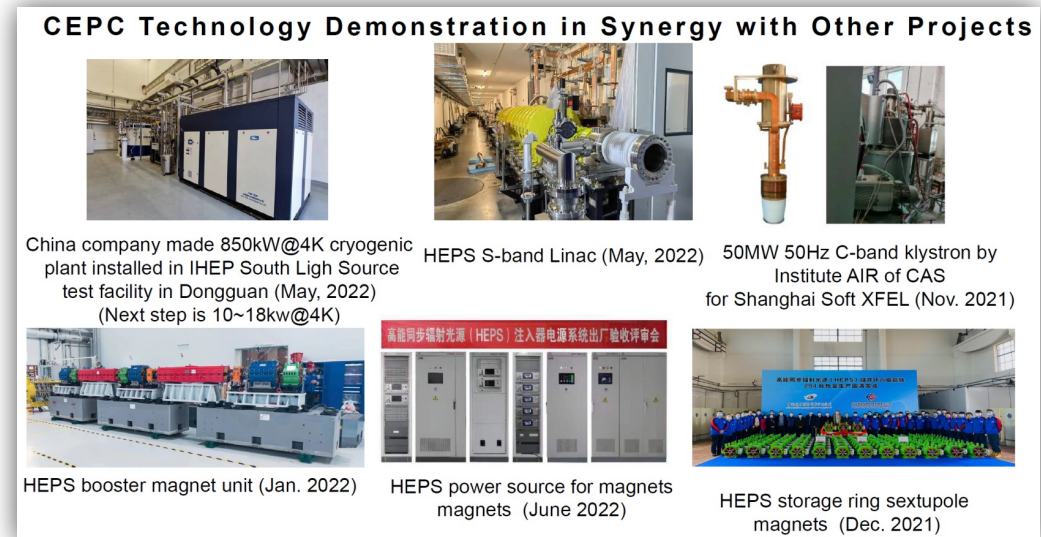 CEPC Technology Demonstration in Synergy with Other Projects
China company made 850kW@4K cryogenic
plant installed in IHEP South Ligh Source
test facility in Dongguan (May, 2022)
(Next step is 10~18kw@4K)
HEPS S-band Linac (May, 2022)
50MW 50Hz C-band klystron by
Institute AIR of CAS
for Shanghai Soft XFEL (Nov. 2021)
高能同步辐射光源（HEPS）注入器电源系统出厂验收评审会
HEPS booster magnet unit (Jan. 2022)
HEPS power source for magnets
magnets (June 2022)
HEPS storage ring sextupole
magnets (Dec. 2021)